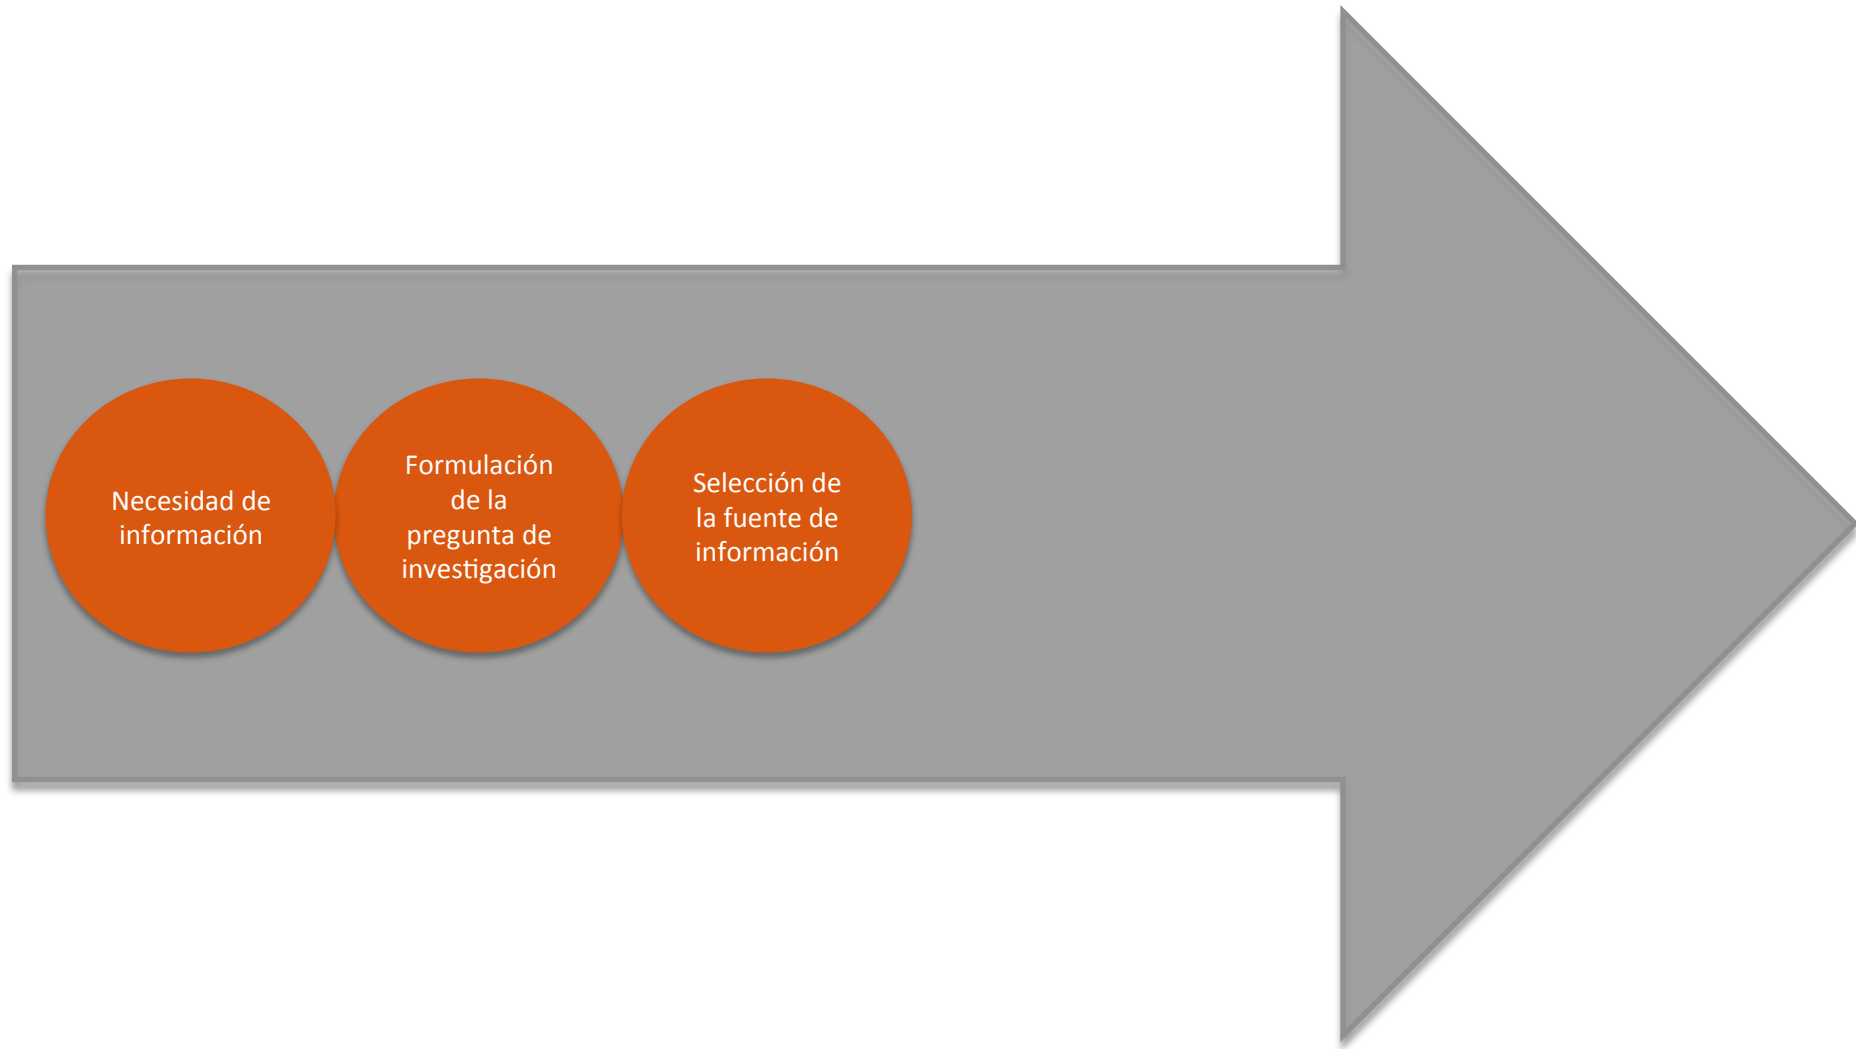 Necesidad de
información
Formulación
de la
pregunta de
investigación
Selección de
la fuente de
información